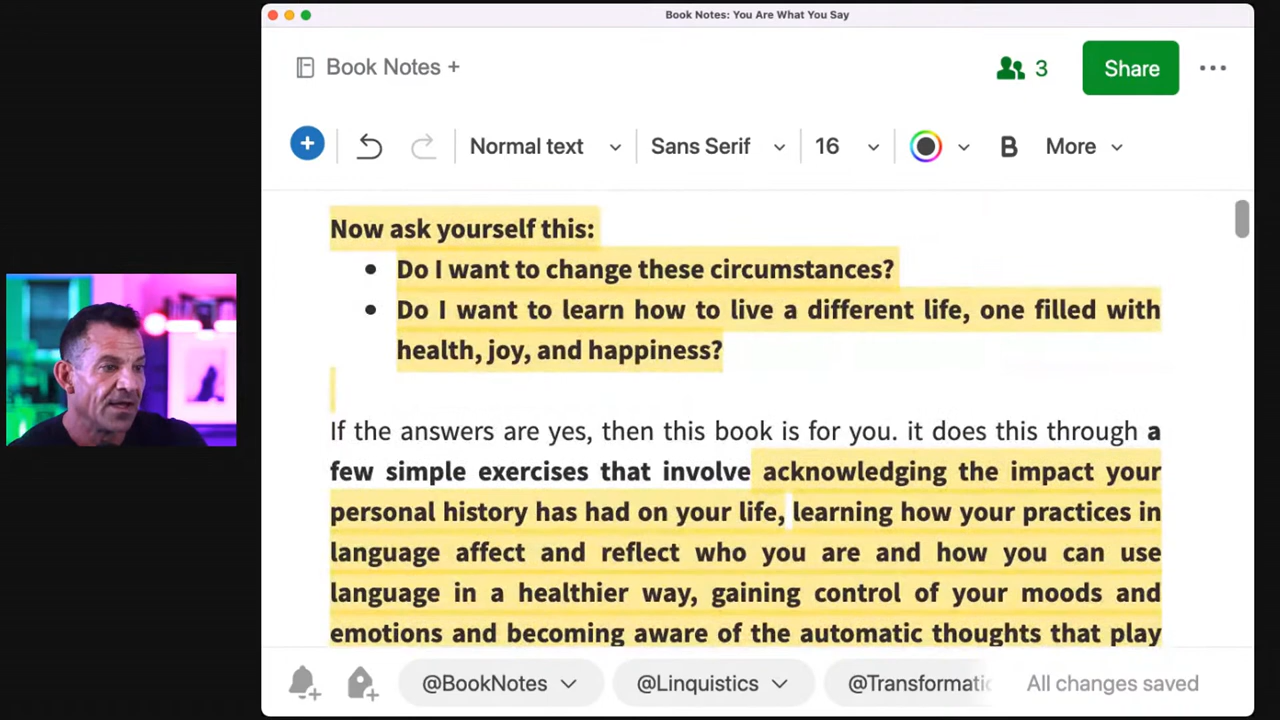 Book Notes: You Are What You Say
Book Notes +
3
Share
Normal text
Sans Serif
16
B
More
Now ask yourself this:
• Do I want to change these circumstances?
• Do I want to learn how to live a different life, one filled with
health, joy, and happiness?
If the answers are yes, then this book is for you. it does this through a
few simple exercises that involve acknowledging the impact your
personal history has had on your life, learning how your practices in
language affect and reflect who you are and how you can use
language in a healthier way, gaining control of your moods and
emotions and becoming aware of the automatic thoughts that play
@BookNotes
@Linquistics
@Transformatic
All changes saved